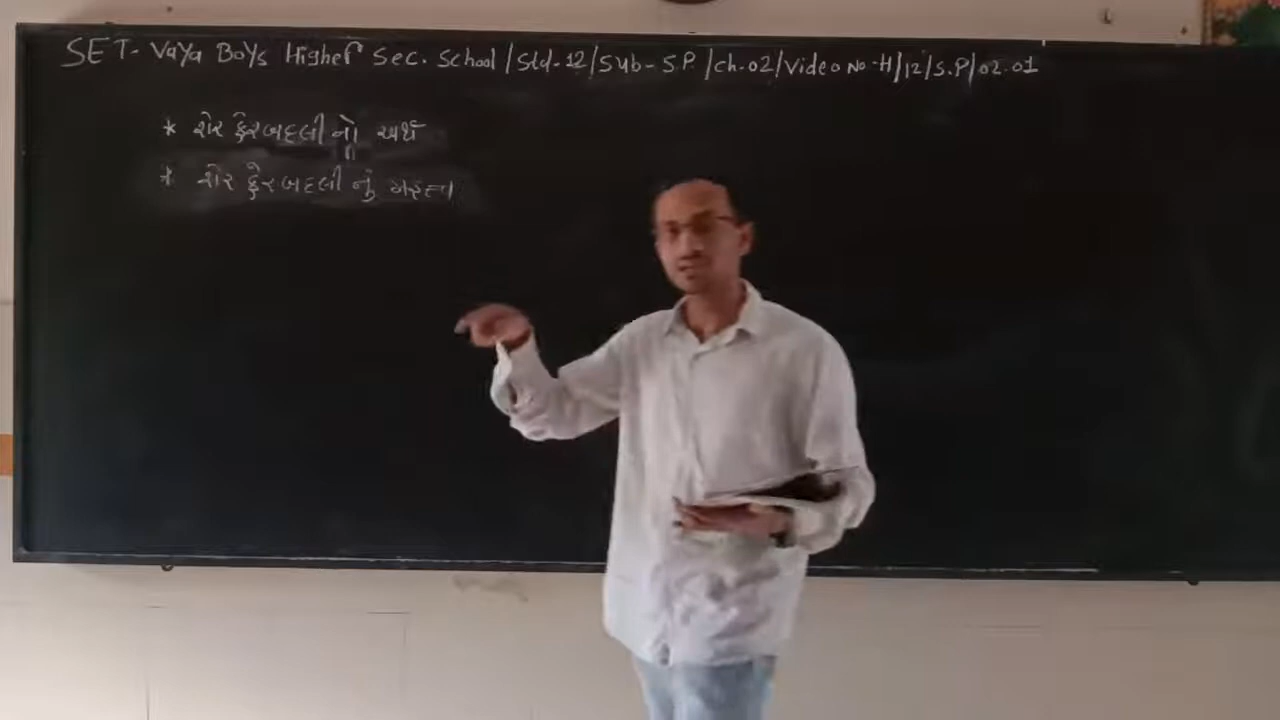 SET- Vaya Boys Higher Sec. School / Std-12 / Sub-S.P. / ch-02 / Video No-H/12/S.P/02.01
* શેર ફેરબદલી નો અર્થ
* શેર ફેરબદલી નું મહત્વ